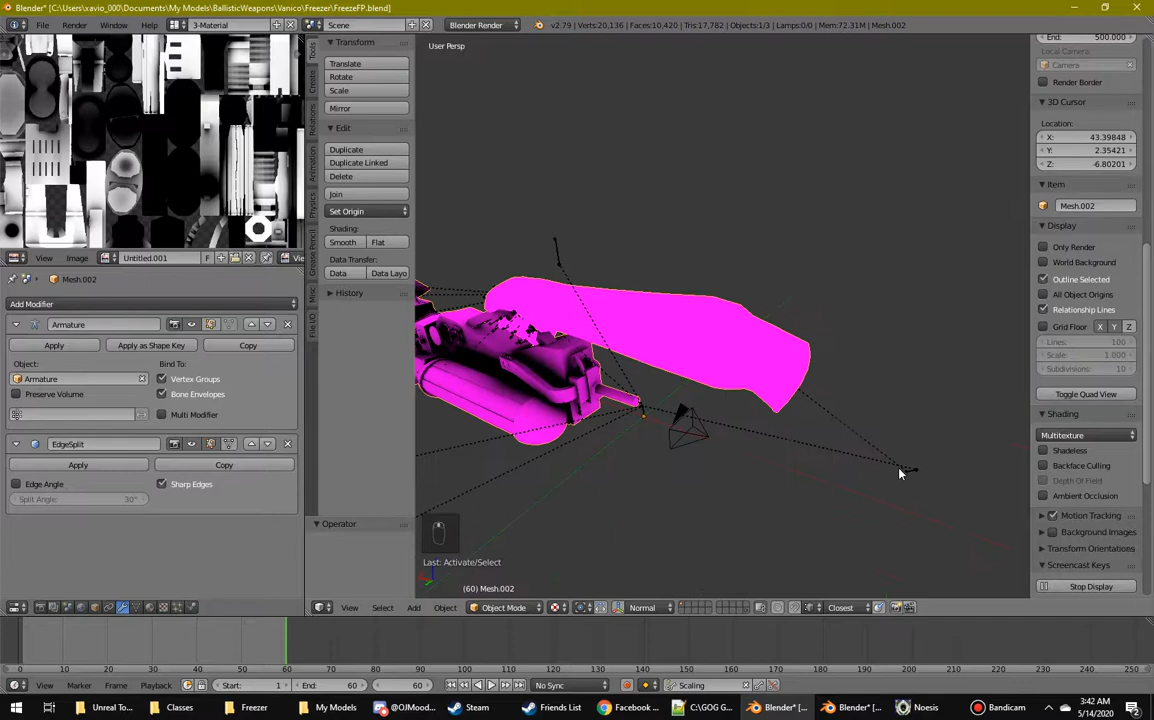 Blender* [C:\Users\xavio_000\Documents\My Models\BallisticWeapons\Vanico\Freezer\FreezeFP.blend]
File Render Window Help 3-Material Scene Blender Render v2.79 | Verts:20,136 | Faces:10,420 | Tris:17,782 | Objects:1/3 | Lamps:0/0 | Mem:72.31M | Mesh.002
Tools
Create
Relations
Animation
Physics
Grease Pencil
Misc
File I/O
Transform
Translate
Rotate
Scale
Mirror
Edit
Duplicate
Duplicate Linked
Delete
Join
Set Origin
Shading:
Smooth Flat
Data Transfer:
Data Data Layo
History
Operator
User Persp
Last: Activate/Select
(60) Mesh.002
View Select Add Object Object Mode Normal Closest
View Image Untitled.001 F View
Mesh.002
Add Modifier
Armature
Apply Apply as Shape Key Copy
Object: Bind To:
Armature Vertex Groups
Preserve Volume Bone Envelopes
Multi Modifier
EdgeSplit
Apply Copy
Edge Angle Sharp Edges
Split Angle: 30°
End: 500.000
Local Camera:
Camera
Render Border
3D Cursor
Location:
X: 43.39848
Y: 2.35421
Z: -6.80201
Item
Mesh.002
Display
Only Render
World Background
Outline Selected
All Object Origins
Relationship Lines
Grid Floor X Y Z
Lines: 100
Scale: 1.000
Subdivisions: 10
Toggle Quad View
Shading
Multitexture
Shadeless
Backface Culling
Depth Of Field
Ambient Occlusion
Motion Tracking
Background Images
Transform Orientations
Screencast Keys
Stop Display
0 10 20 30 40 50 60 70 80 90 100 110 120 130 140 150 160 170 180 190 200 210 220 230 240 250
View Marker Frame Playback Start: 1 End: 60 60 No Sync Scaling
Unreal To... Classes Freezer My Models @OJMood... Steam Friends List Facebook ... C:\GOG G... Blender* [... Blender* [... Noesis Bandicam
3:42 AM
5/14/2020
2